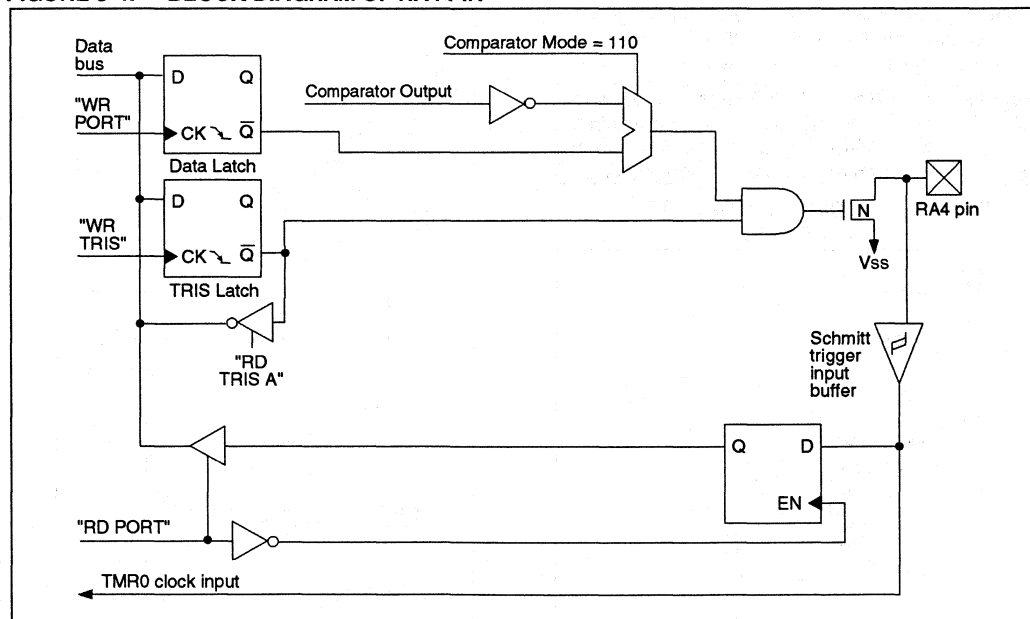 Data
bus
Comparator Mode = 110
D Q
"WR
PORT"
CK Q
Data Latch
Comparator Output
D Q
"WR
TRIS"
CK Q
TRIS Latch
N
RA4 pin
Vss
"RD
TRIS A"
Schmitt
trigger
input
buffer
Q D
EN
"RD PORT"
TMR0 clock input